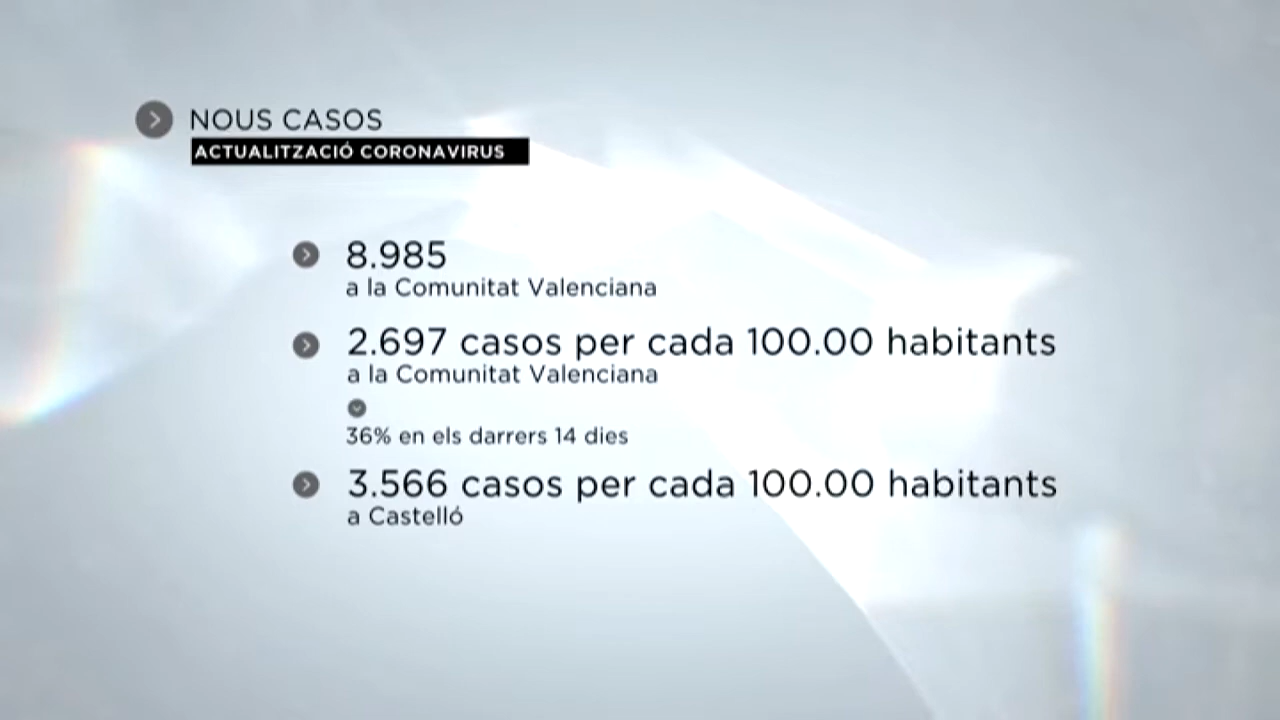 NOUS CASOS
ACTUALITZACIÓ CORONAVIRUS
8.985
a la Comunitat Valenciana
2.697 casos per cada 100.00 habitants
a la Comunitat Valenciana
36% en els darrers 14 dies
3.566 casos per cada 100.00 habitants
a Castelló